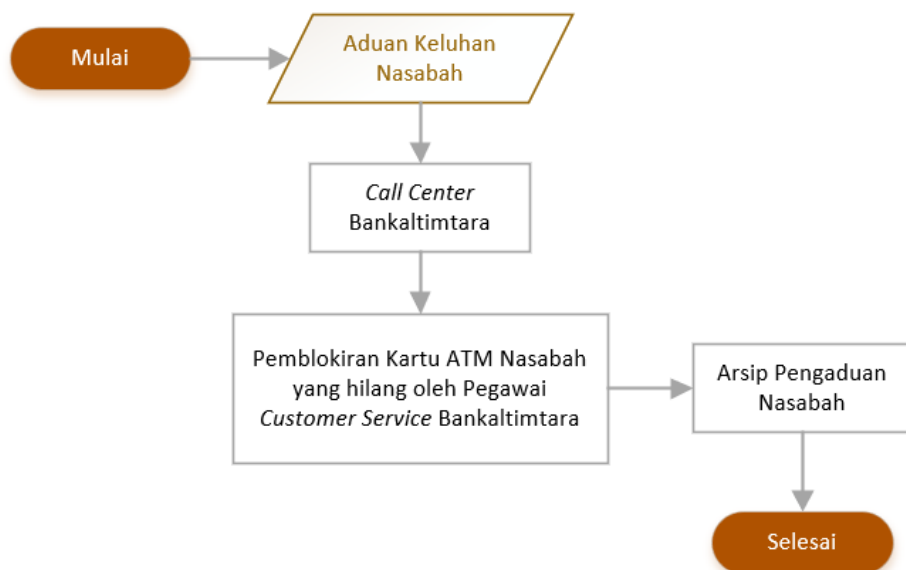 Mulai
Aduan Keluhan
Nasabah
Call Center
Bankaltimtara
Pemblokiran Kartu ATM Nasabah
yang hilang oleh Pegawai
Customer Service Bankaltimtara
Arsip Pengaduan
Nasabah
Selesai